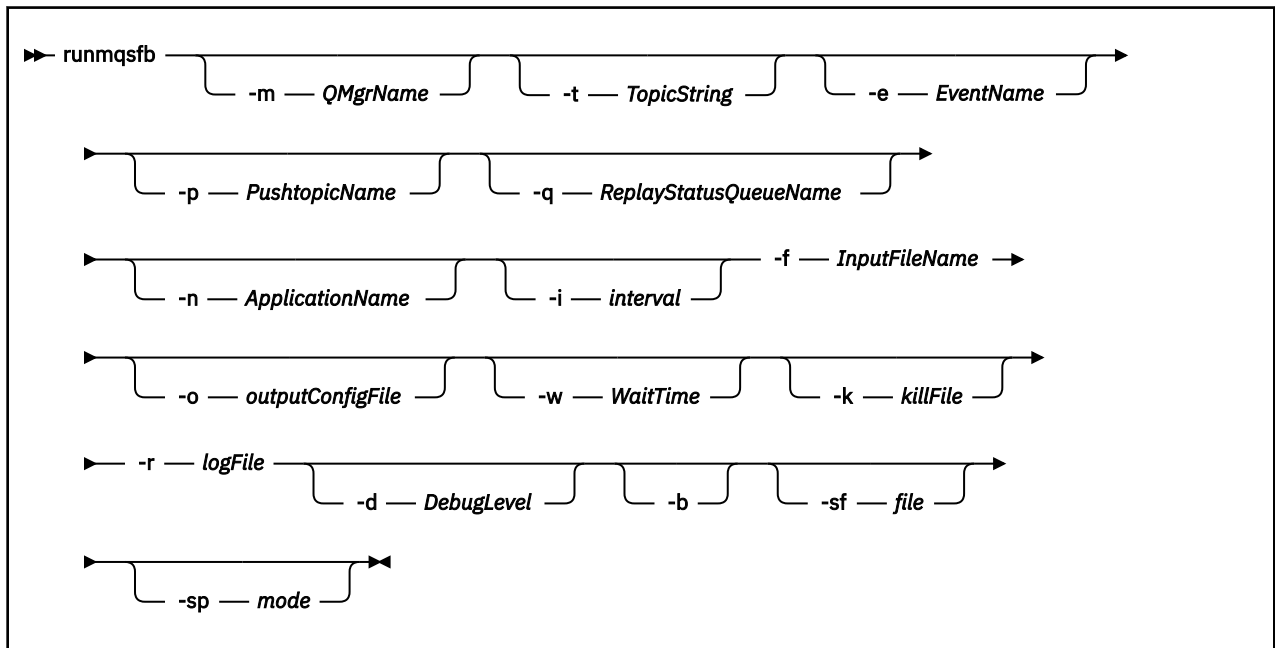 runmqsfb
-m QMgrName -t TopicString -e EventName
-p PushtopicName -q ReplayStatusQueueName
-f InputFileName
-n ApplicationName -i interval
-o outputConfigFile -w WaitTime -k killFile
-r logFile
-d DebugLevel -b -sf file
-sp mode